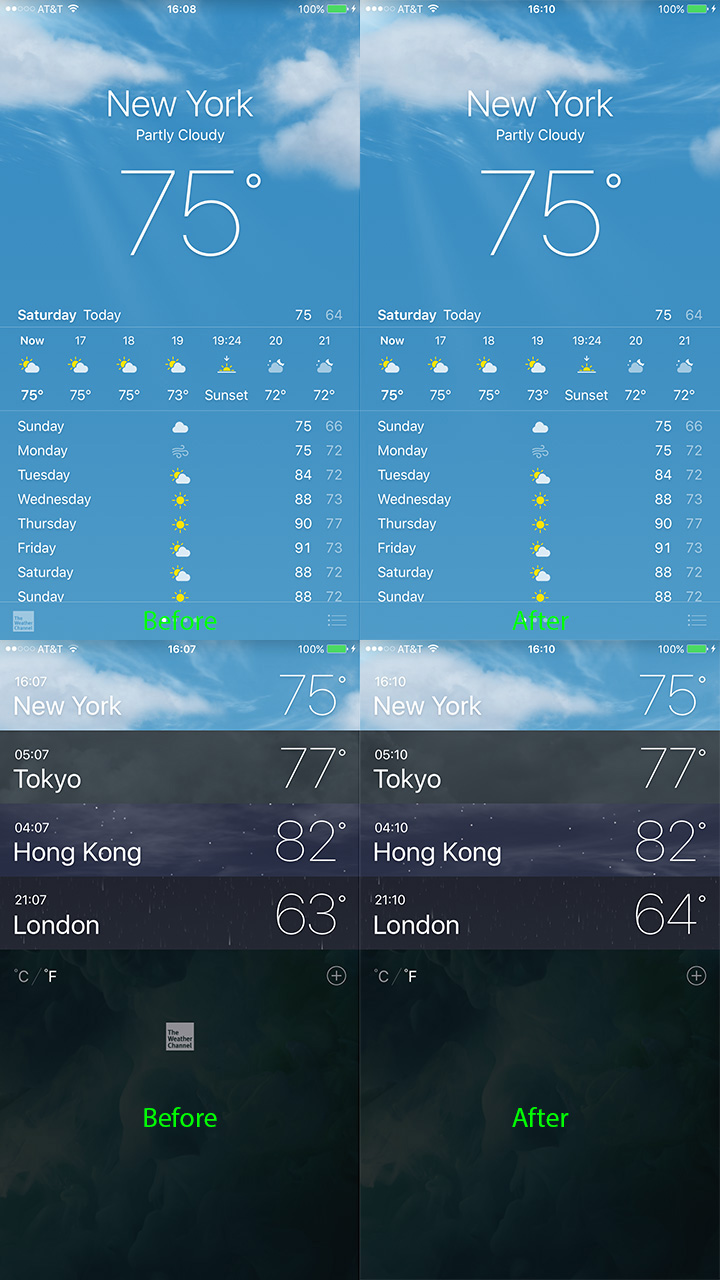 AT&T 16:08 100%
New York
Partly Cloudy
75°
Saturday Today 75 64
Now 17 18 19 19:24 20 21
75° 75° 75° 73° Sunset 72° 72°
Sunday 75 66
Monday 75 72
Tuesday 84 72
Wednesday 88 73
Thursday 90 77
Friday 91 73
Saturday 88 72
Sunday 88 72
The
Weather
Channel
Before
AT&T 16:10 100%
New York
Partly Cloudy
75°
Saturday Today 75 64
Now 17 18 19 19:24 20 21
75° 75° 75° 73° Sunset 72° 72°
Sunday 75 66
Monday 75 72
Tuesday 84 72
Wednesday 88 73
Thursday 90 77
Friday 91 73
Saturday 88 72
Sunday 88 72
After
AT&T 16:07 100%
16:07
New York 75°
05:07
Tokyo 77°
04:07
Hong Kong 82°
21:07
London 63°
°C / °F
The
Weather
Channel
Before
AT&T 16:10 100%
16:10
New York 75°
05:10
Tokyo 77°
04:10
Hong Kong 82°
21:10
London 64°
°C / °F
After